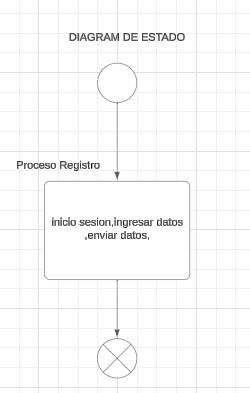 DIAGRAM DE ESTADO
Proceso Registro
inicio sesion,ingresar datos
,enviar datos,